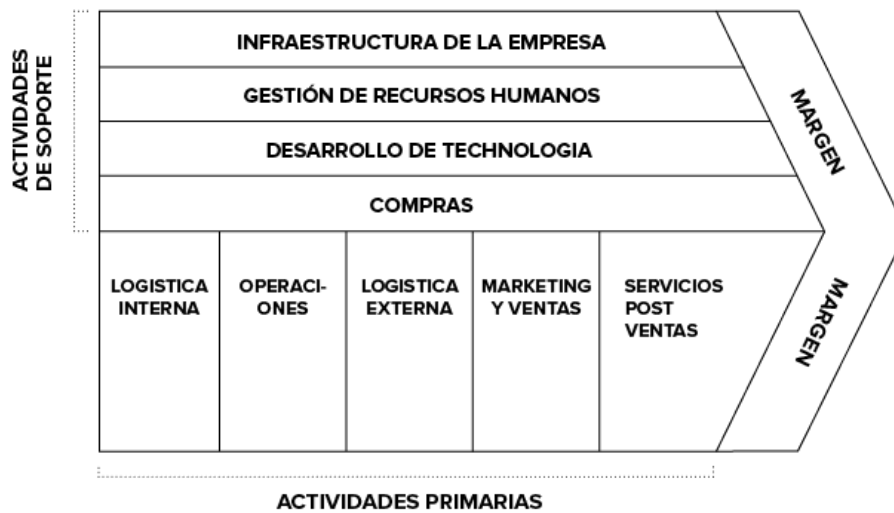 ACTIVIDADES
DE SOPORTE
INFRAESTRUCTURA DE LA EMPRESA
GESTIÓN DE RECURSOS HUMANOS
DESARROLLO DE TECHNOLOGIA
COMPRAS
MARGEN
MARGEN
LOGISTICA
INTERNA
OPERACI-
ONES
LOGISTICA
EXTERNA
MARKETING
Y VENTAS
SERVICIOS
POST
VENTAS
ACTIVIDADES PRIMARIAS